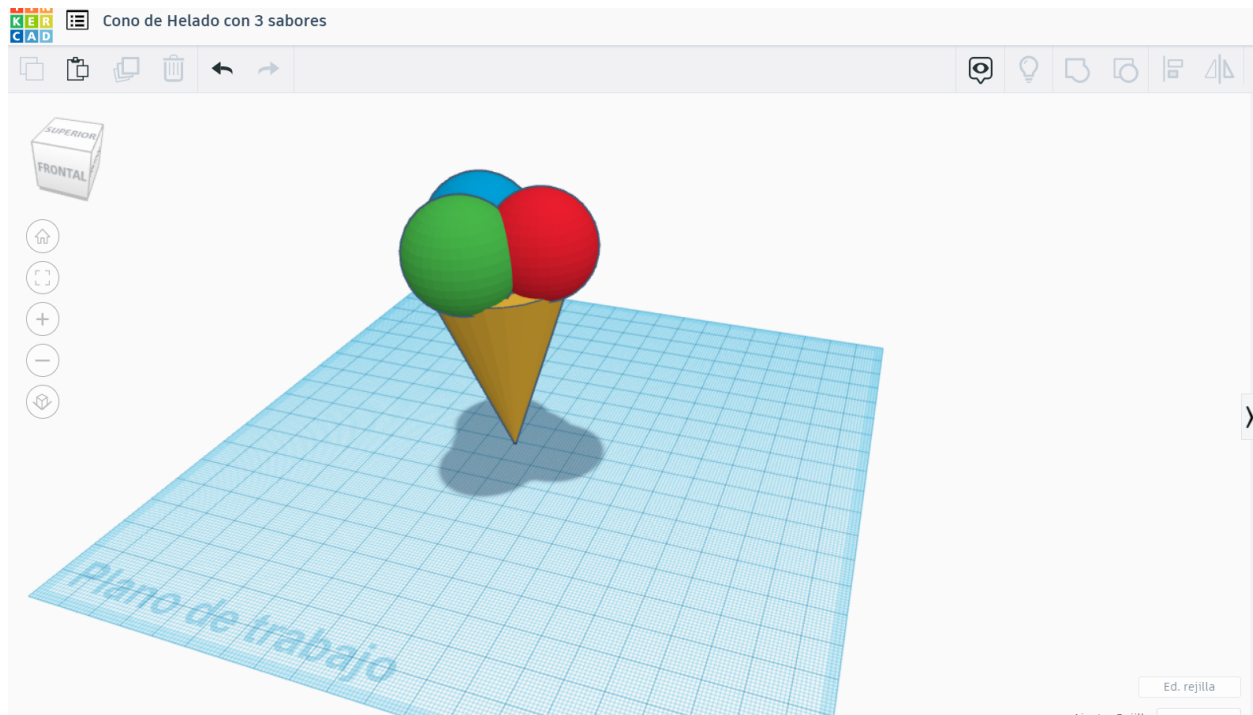 TIN
KER
CAD
Cono de Helado con 3 sabores
SUPERIOR
FRONTAL
Plano de trabajo
Ed. rejilla